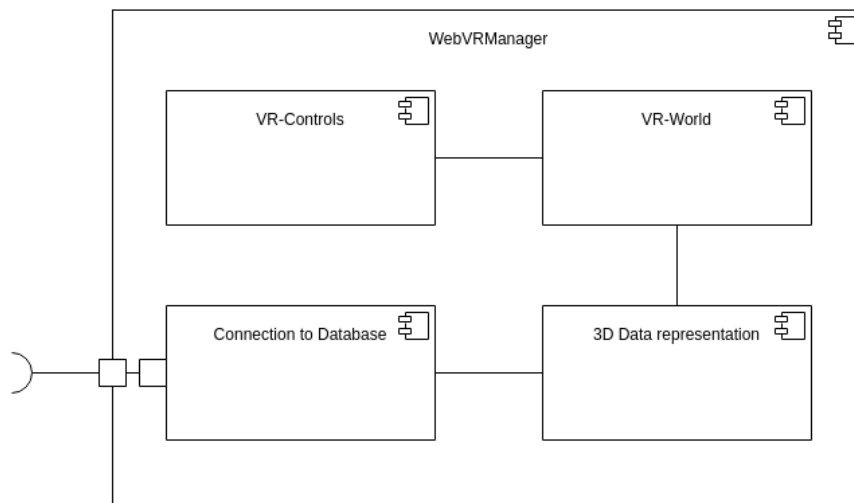 WebVRManager
VR-Controls
VR-World
Connection to Database
3D Data representation